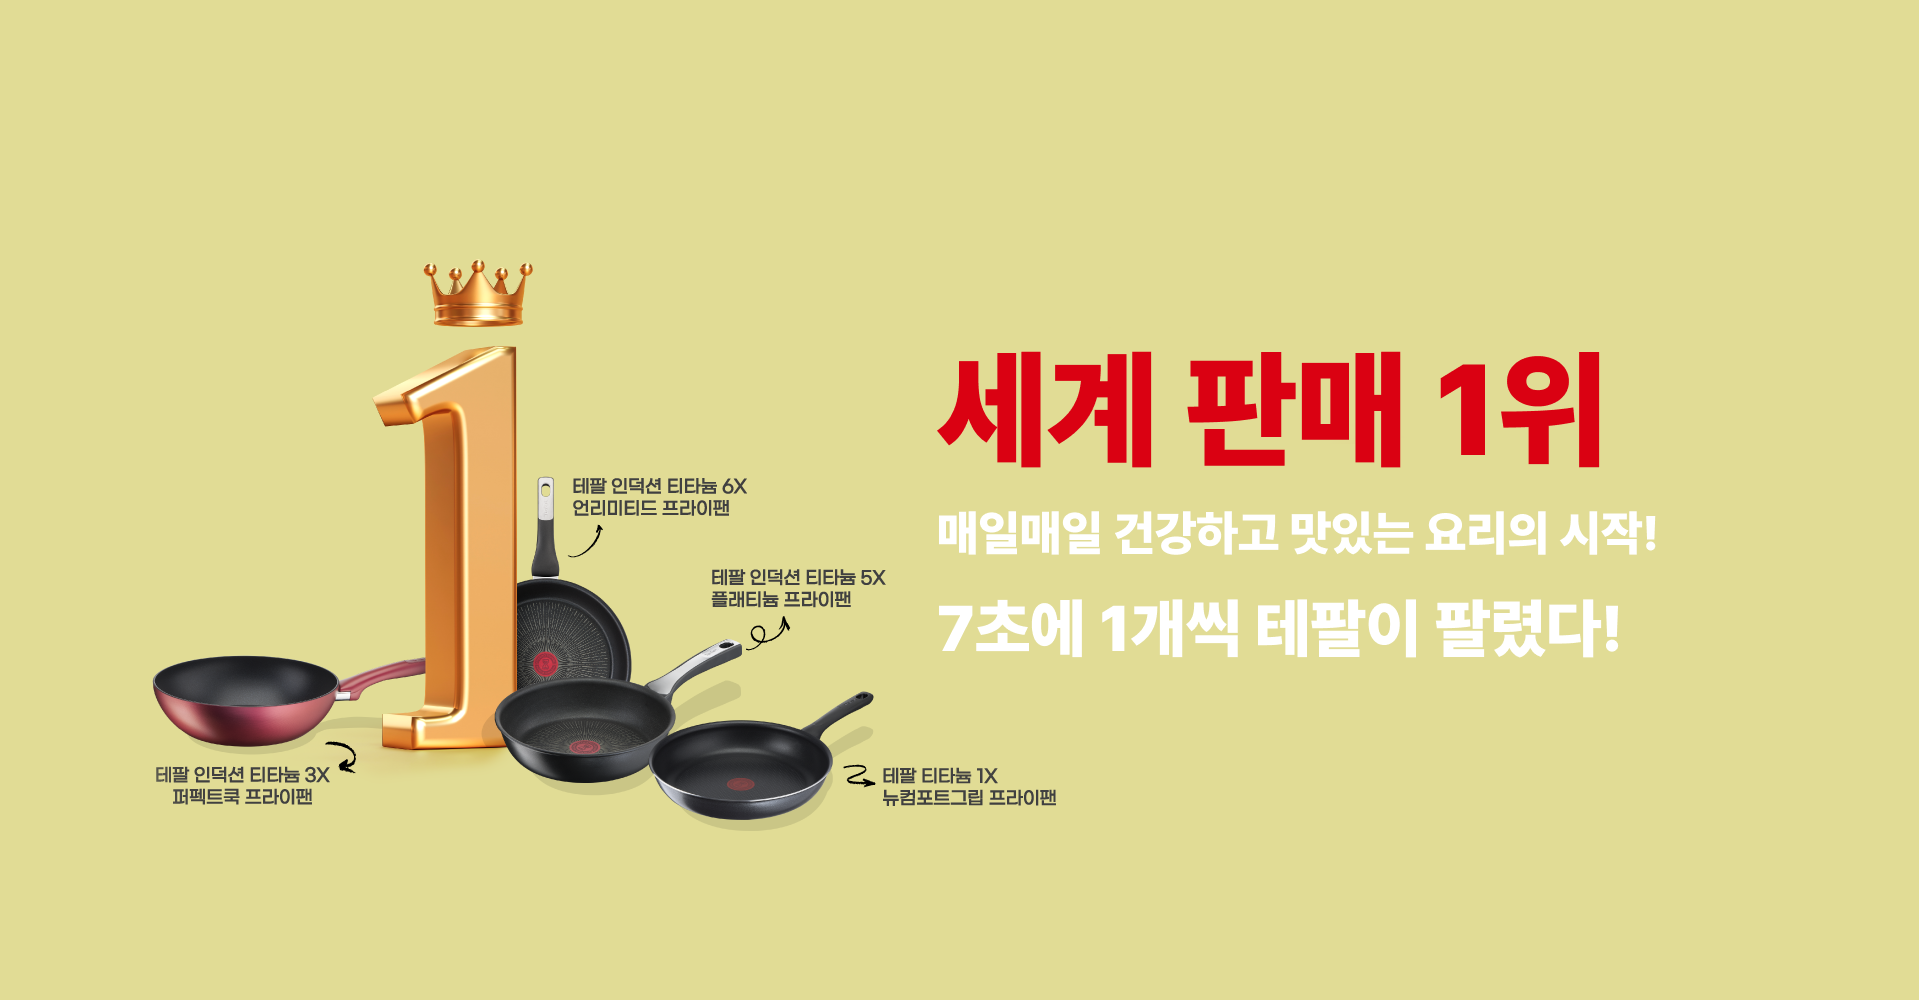 1
테팔 인덕션 티타늄 6X
언리미티드 프라이팬
테팔 인덕션 티타늄 5X
플래티늄 프라이팬
테팔 인덕션 티타늄 3X
퍼펙트쿡 프라이팬
테팔 티타늄 1X
뉴컴포트그립 프라이팬
세계 판매 1위
매일매일 건강하고 맛있는 요리의 시작!
7초에 1개씩 테팔이 팔렸다!